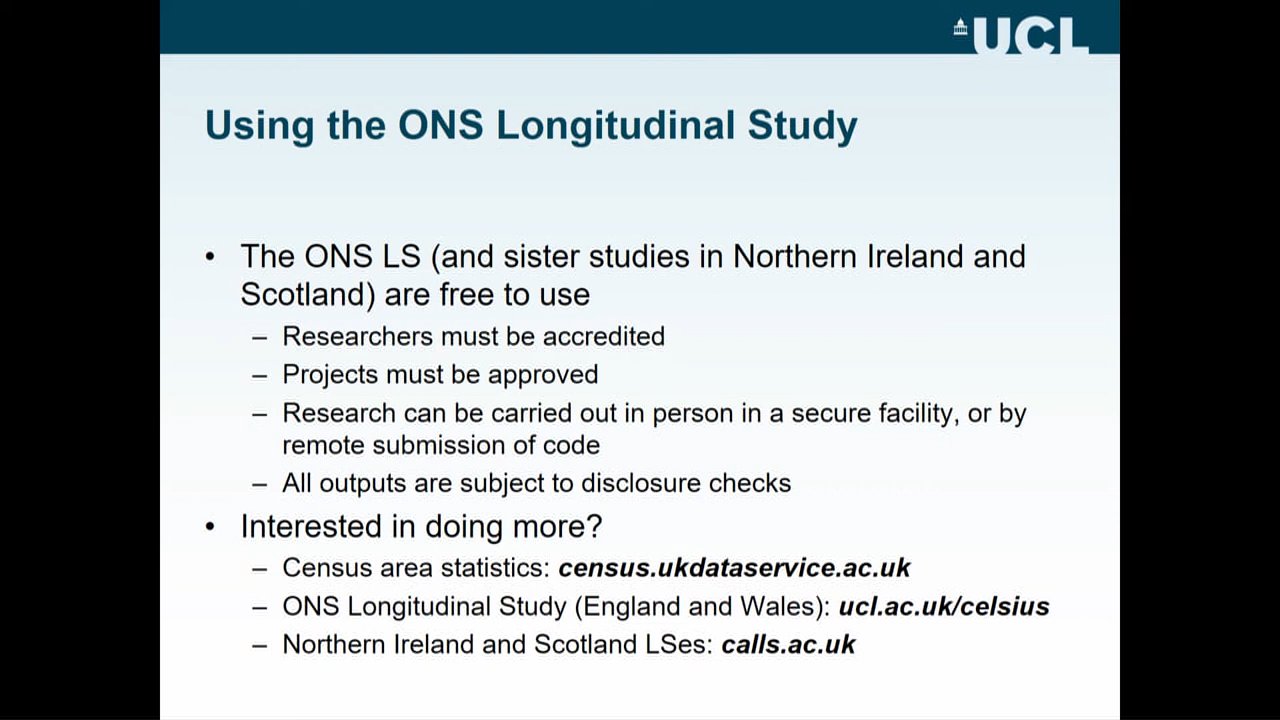 UCL
Using the ONS Longitudinal Study
• The ONS LS (and sister studies in Northern Ireland and
Scotland) are free to use
– Researchers must be accredited
– Projects must be approved
– Research can be carried out in person in a secure facility, or by
remote submission of code
– All outputs are subject to disclosure checks
• Interested in doing more?
– Census area statistics: census.ukdataservice.ac.uk
– ONS Longitudinal Study (England and Wales): ucl.ac.uk/celsius
– Northern Ireland and Scotland LSes: calls.ac.uk